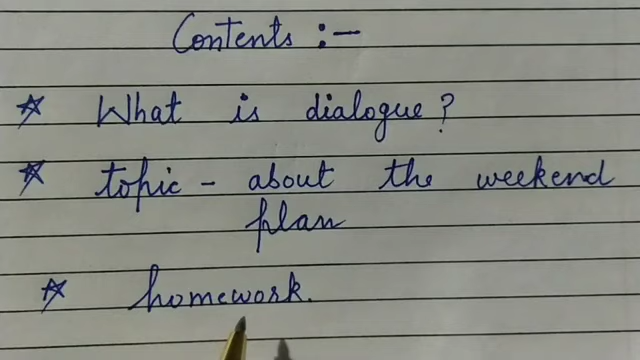 Contents :-
☆ What is dialogue?
☆ topic - about the weekend
plan
☆ homework.